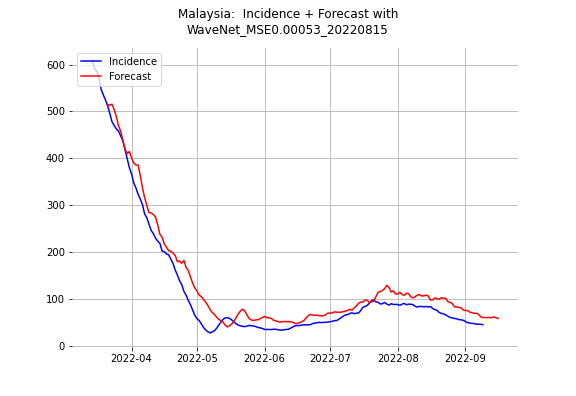 Malaysia:  Incidence + Forecast with
WaveNet_MSE0.00053_20220815
Incidence
Forecast
600
500
400
300
200
100
0
2022-04 2022-05 2022-06 2022-07 2022-08 2022-09